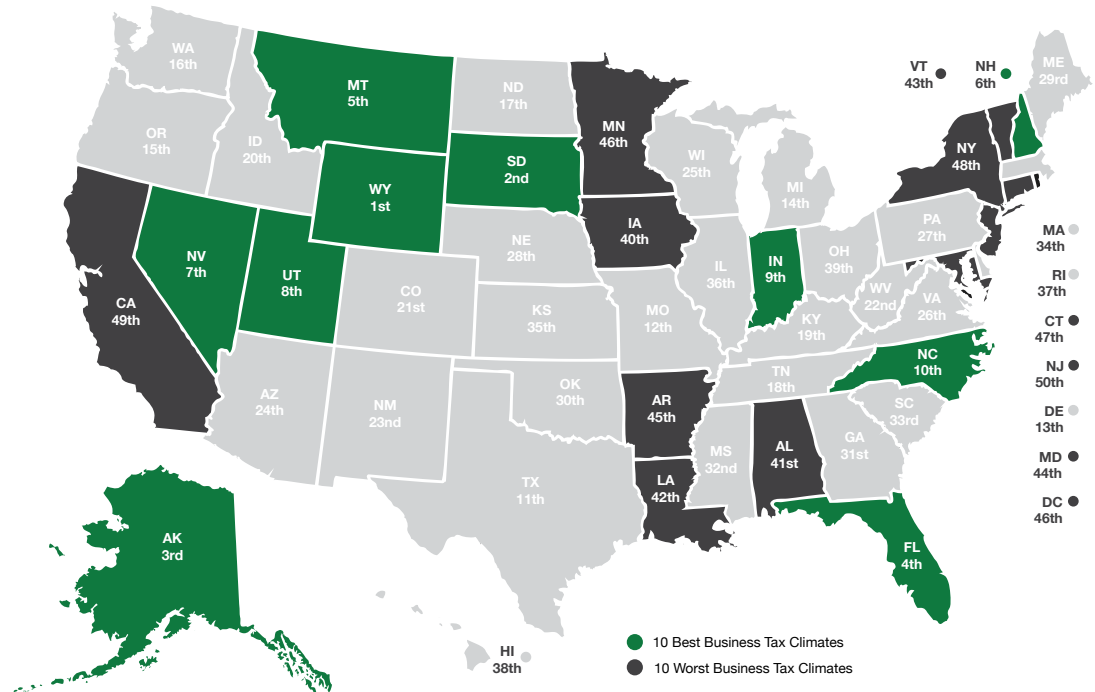 WA
16th
MT
5th
ND
17th
MN
46th
VT
43th
NH
6th
ME
29rd
OR
15th
ID
20th
SD
2nd
WI
25th
MI
14th
NY
48th
WY
1st
NE
28th
IA
40th
PA
27th
NV
7th
UT
8th
CO
21st
IL
36th
IN
9th
OH
39th
WV
22nd
VA
26th
MA
34th
RI
37th
CA
49th
KS
35th
MO
12th
KY
19th
CT
47th
NC
10th
NJ
50th
AZ
24th
NM
23nd
OK
30th
AR
45th
TN
18th
SC
33rd
DE
13th
MS
32nd
AL
41st
GA
31st
MD
44th
TX
11th
LA
42th
DC
46th
AK
3rd
FL
4th
HI
38th
10 Best Business Tax Climates
10 Worst Business Tax Climates